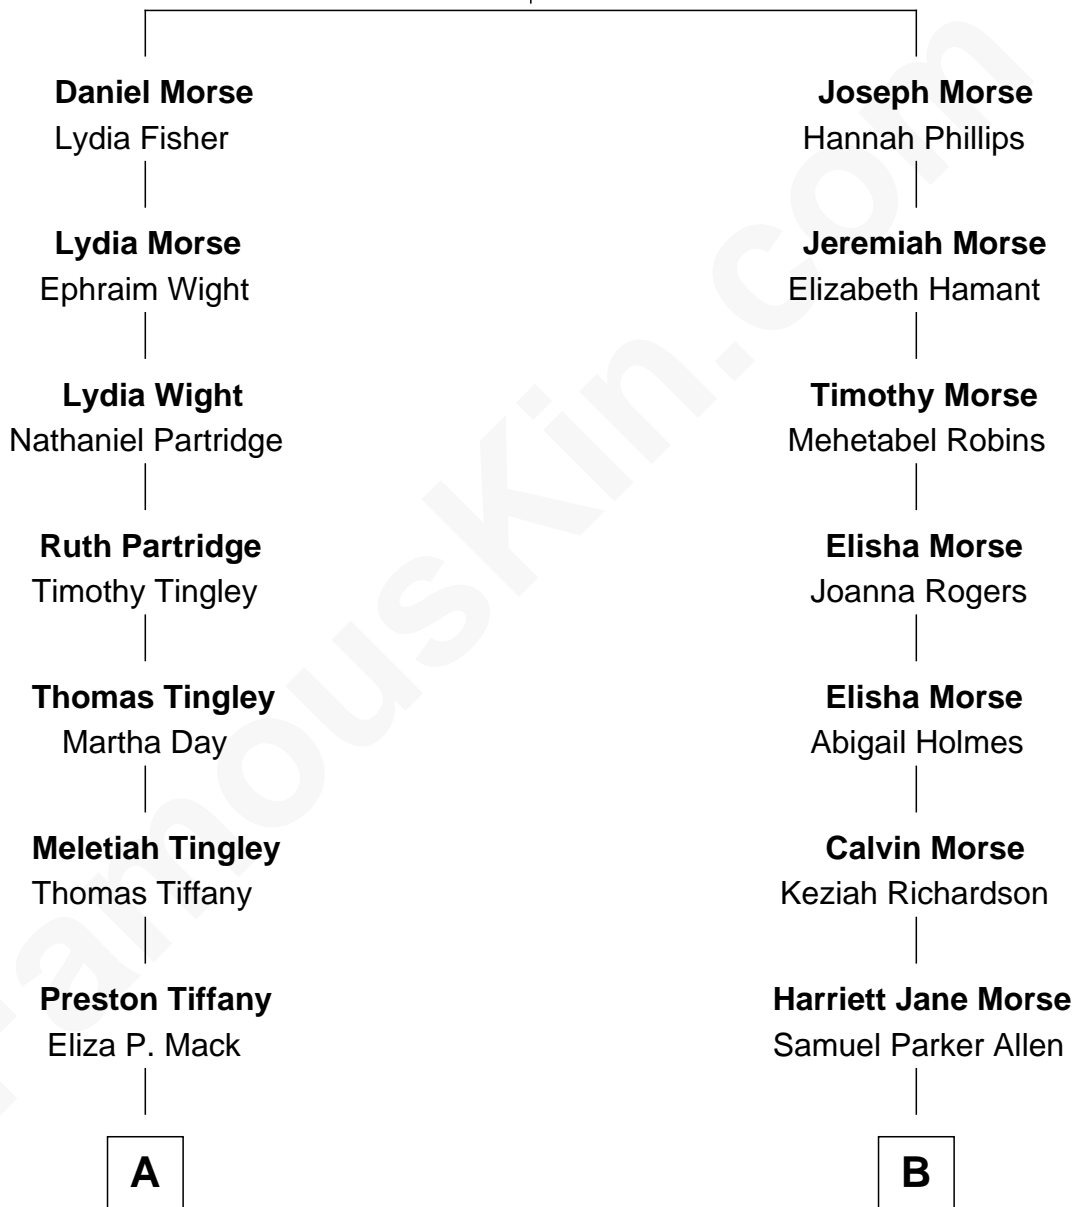 Daniel Morse
Lydia Fisher
Lydia Morse
Ephraim Wight
Lydia Wight
Nathaniel Partridge
Ruth Partridge
Timothy Tingley
Thomas Tingley
Martha Day
Meletiah Tingley
Thomas Tiffany
Preston Tiffany
Eliza P. Mack
A
Joseph Morse
Hannah Phillips
Jeremiah Morse
Elizabeth Hamant
Timothy Morse
Mehetabel Robins
Elisha Morse
Joanna Rogers
Elisha Morse
Abigail Holmes
Calvin Morse
Keziah Richardson
Harriett Jane Morse
Samuel Parker Allen
B
FamousKin.com